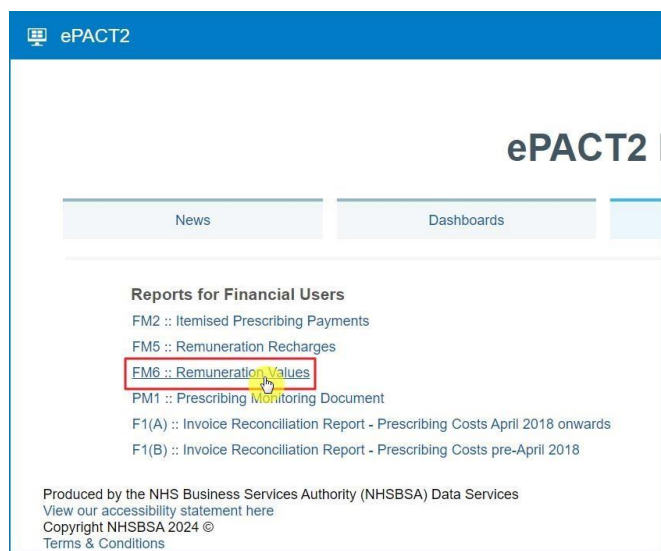 ePACT2
ePACT2
News
Dashboards
Reports for Financial Users
FM2 :: Itemised Prescribing Payments
FM5 :: Remuneration Recharges
FM6 :: Remuneration Values
PM1 :: Prescribing Monitoring Document
F1(A) :: Invoice Reconciliation Report - Prescribing Costs April 2018 onwards
F1(B) :: Invoice Reconciliation Report - Prescribing Costs pre-April 2018
Produced by the NHS Business Services Authority (NHSBSA) Data Services
View our accessibility statement here
Copyright NHSBSA 2024 ©
Terms & Conditions